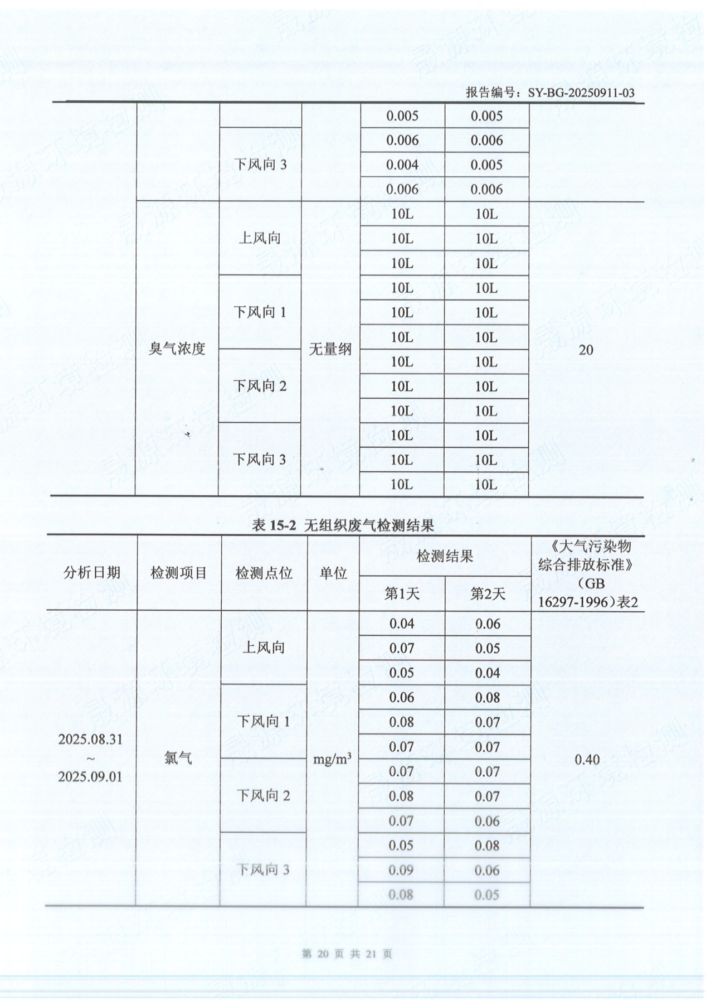 报告编号：SY-BG-20250911-03
0.005 0.005
0.006 0.006
下风向 3 0.004 0.005
0.006 0.006
10L 10L
上风向 10L 10L
10L 10L
10L 10L
下风向 1 10L 10L
10L 10L
臭气浓度 无量纲 20
10L 10L
下风向 2 10L 10L
10L 10L
10L 10L
下风向 3 10L 10L
10L 10L
表 15-2 无组织废气检测结果
分析日期 检测项目 检测点位 单位 检测结果 第1天 第2天
《大气污染物
综合排放标准》
（GB
16297-1996）表2
0.04 0.06
上风向 0.07 0.05
0.05 0.04
0.06 0.08
下风向 1 0.08 0.07
0.07 0.07
2025.08.31
~
2025.09.01
氯气 mg/m³ 0.40
0.07 0.07
下风向 2 0.08 0.07
0.07 0.06
0.05 0.08
下风向 3 0.09 0.06
0.08 0.05
第 20 页 共 21 页